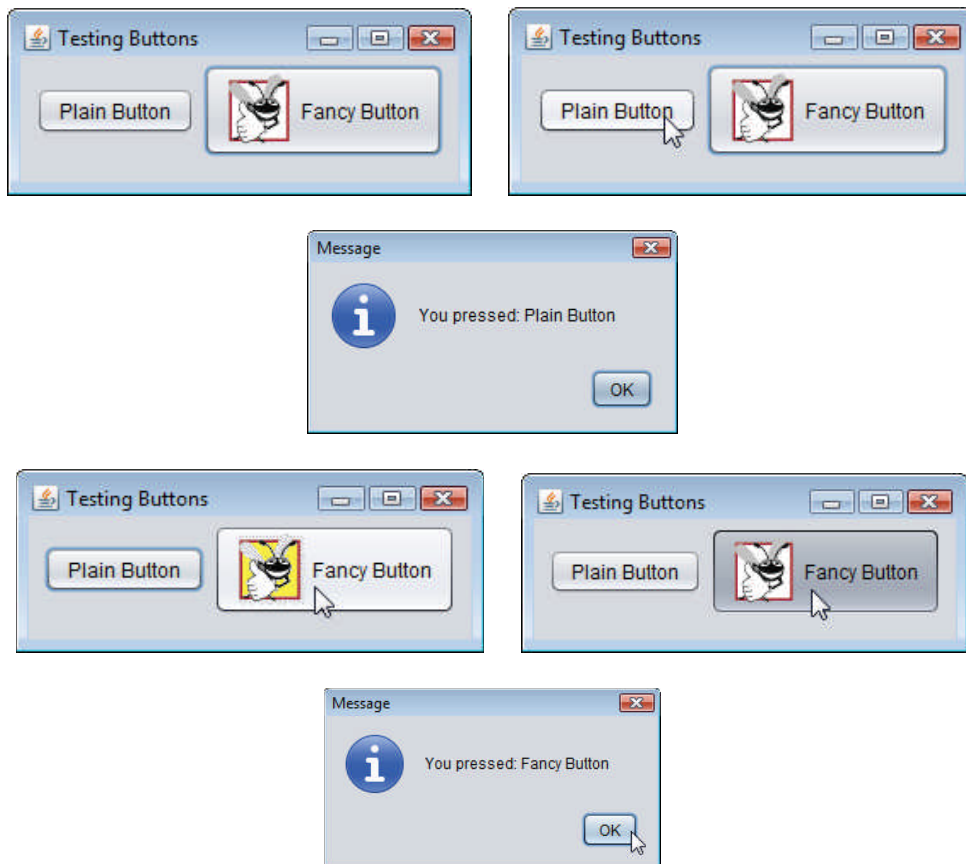 Testing Buttons
Plain Button
Fancy Button
Testing Buttons
Plain Button
Fancy Button
Message
You pressed: Plain Button
OK
Testing Buttons
Plain Button
Fancy Button
Testing Buttons
Plain Button
Fancy Button
Message
You pressed: Fancy Button
OK